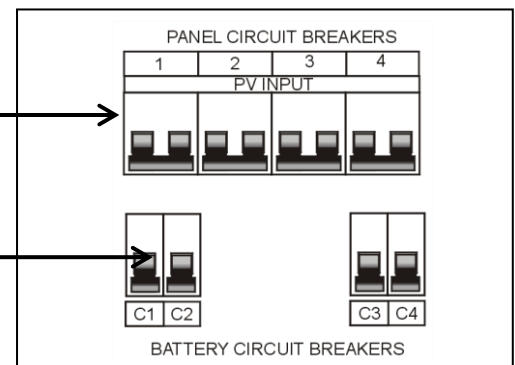 PANEL CIRCUIT BREAKERS
1 2 3 4
PV INPUT
C1 C2 C3 C4
BATTERY CIRCUIT BREAKERS